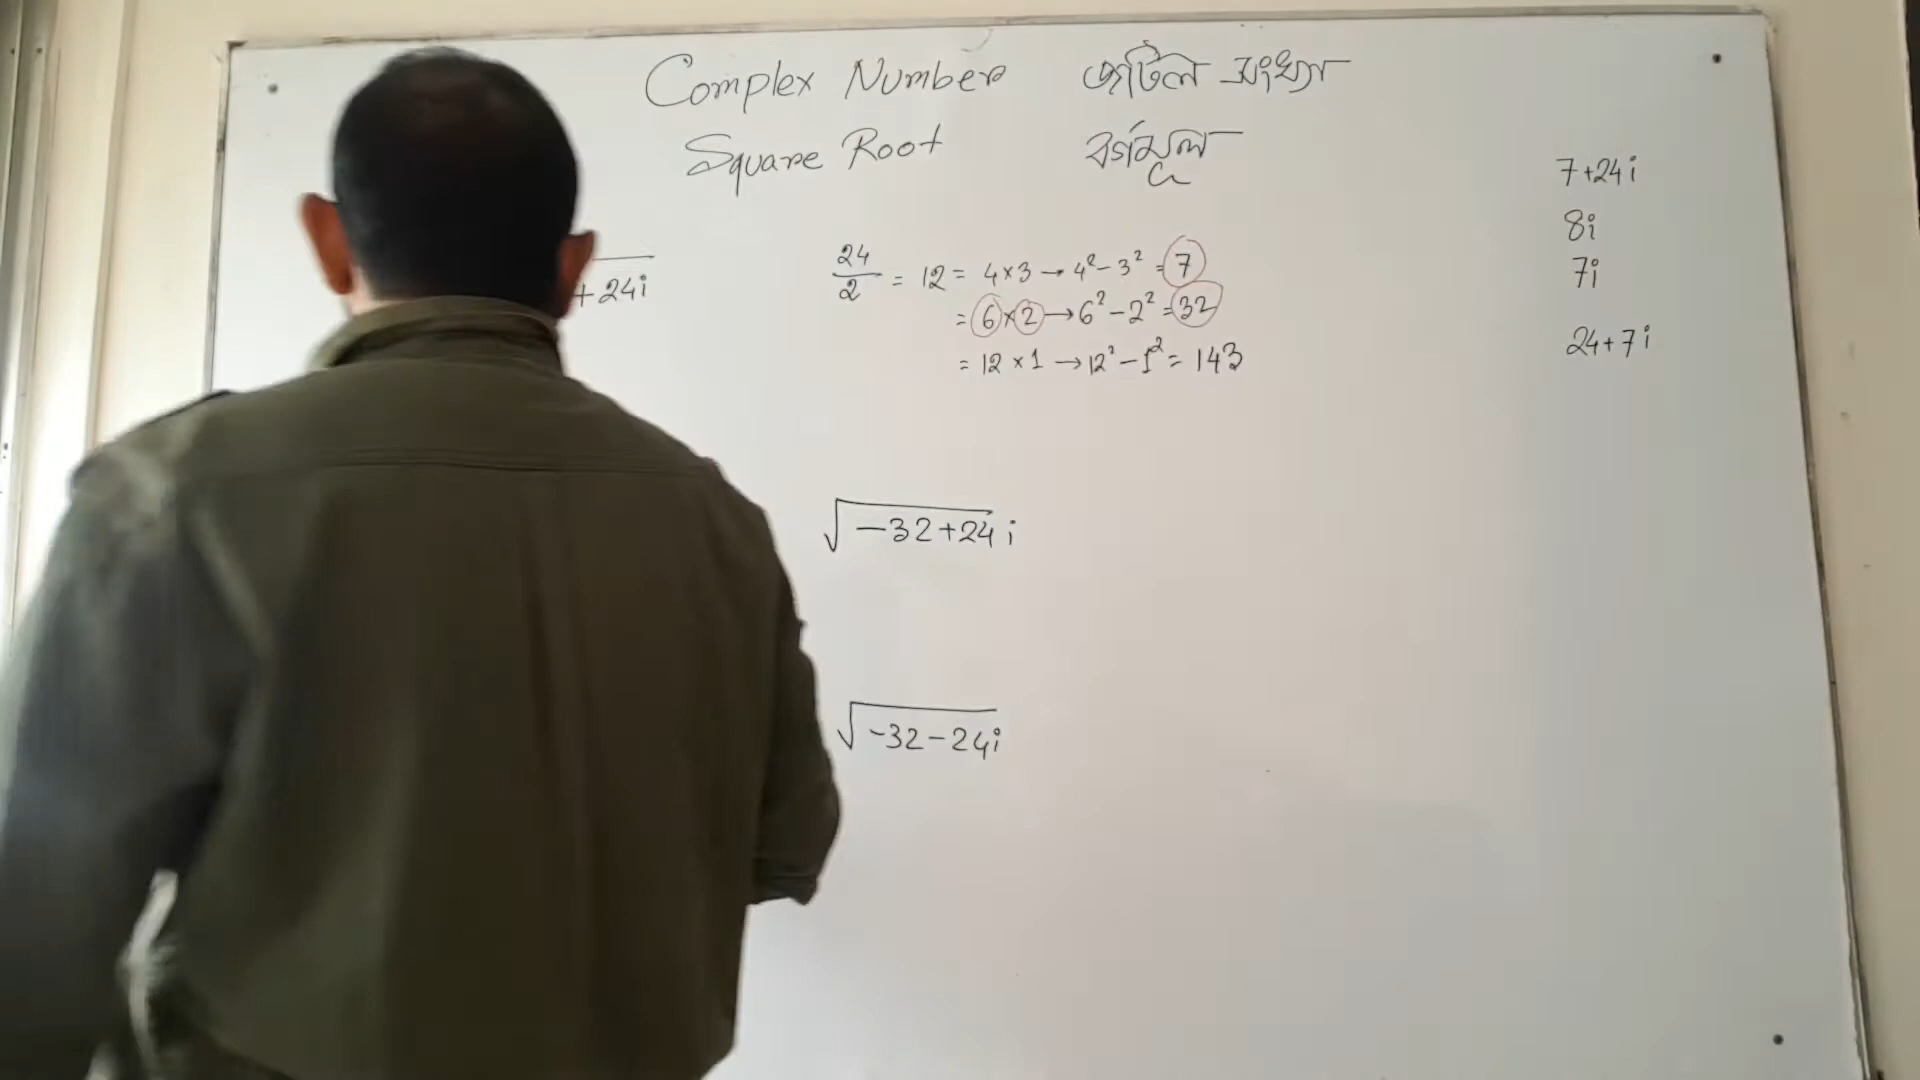 Complex Number জটিল সংখ্যা
Square Root বর্গমূল
+24i
24/2 = 12 = 4×3 → 4² - 3² = 7
= 6×2 → 6² - 2² = 32
= 12×1 → 12² - 1² = 143
√-32+24i
√-32-24i
7+24i
8i
7i
24+7i